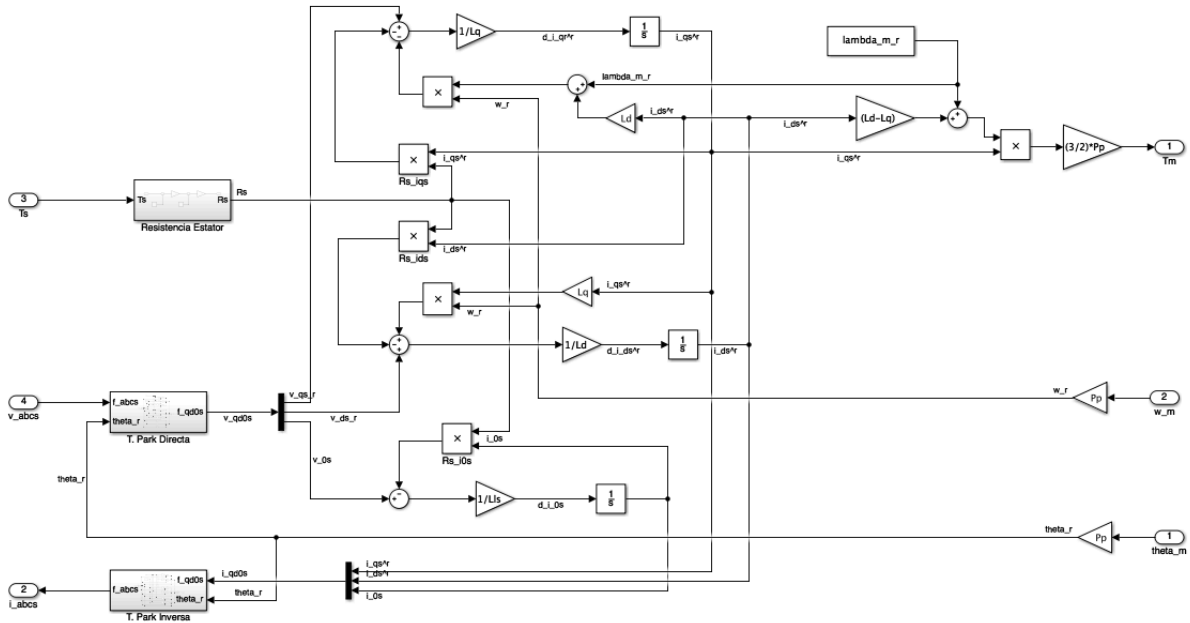 1/Lq
d_i_qr^r
1
s
i_qs^r
lambda_m_r
×
w_r
lambda_m_r
Ld
i_ds^r
i_ds^r
(Ld-Lq)
×
(3/2)*Pp
1
Tm
×
i_qs^r
Rs_iqs
i_qs^r
3
Ts
Ts
Rs
Resistencia Estator
Rs
×
i_ds^r
Rs_ids
×
w_r
Lq
i_qs^r
1/Ld
d_i_ds^r
1
s
i_ds^r
w_r
Pp
2
w_m
4
v_abcs
f_abcs
theta_r
f_qd0s
T. Park Directa
v_qd0s
v_qs_r
v_ds_r
v_0s
×
i_0s
Rs_i0s
1/Lls
d_i_0s
1
s
theta_r
theta_r
Pp
1
theta_m
2
i_abcs
f_abcs
f_qd0s
theta_r
T. Park Inversa
i_qd0s
theta_r
i_qs^r
i_ds^r
i_0s